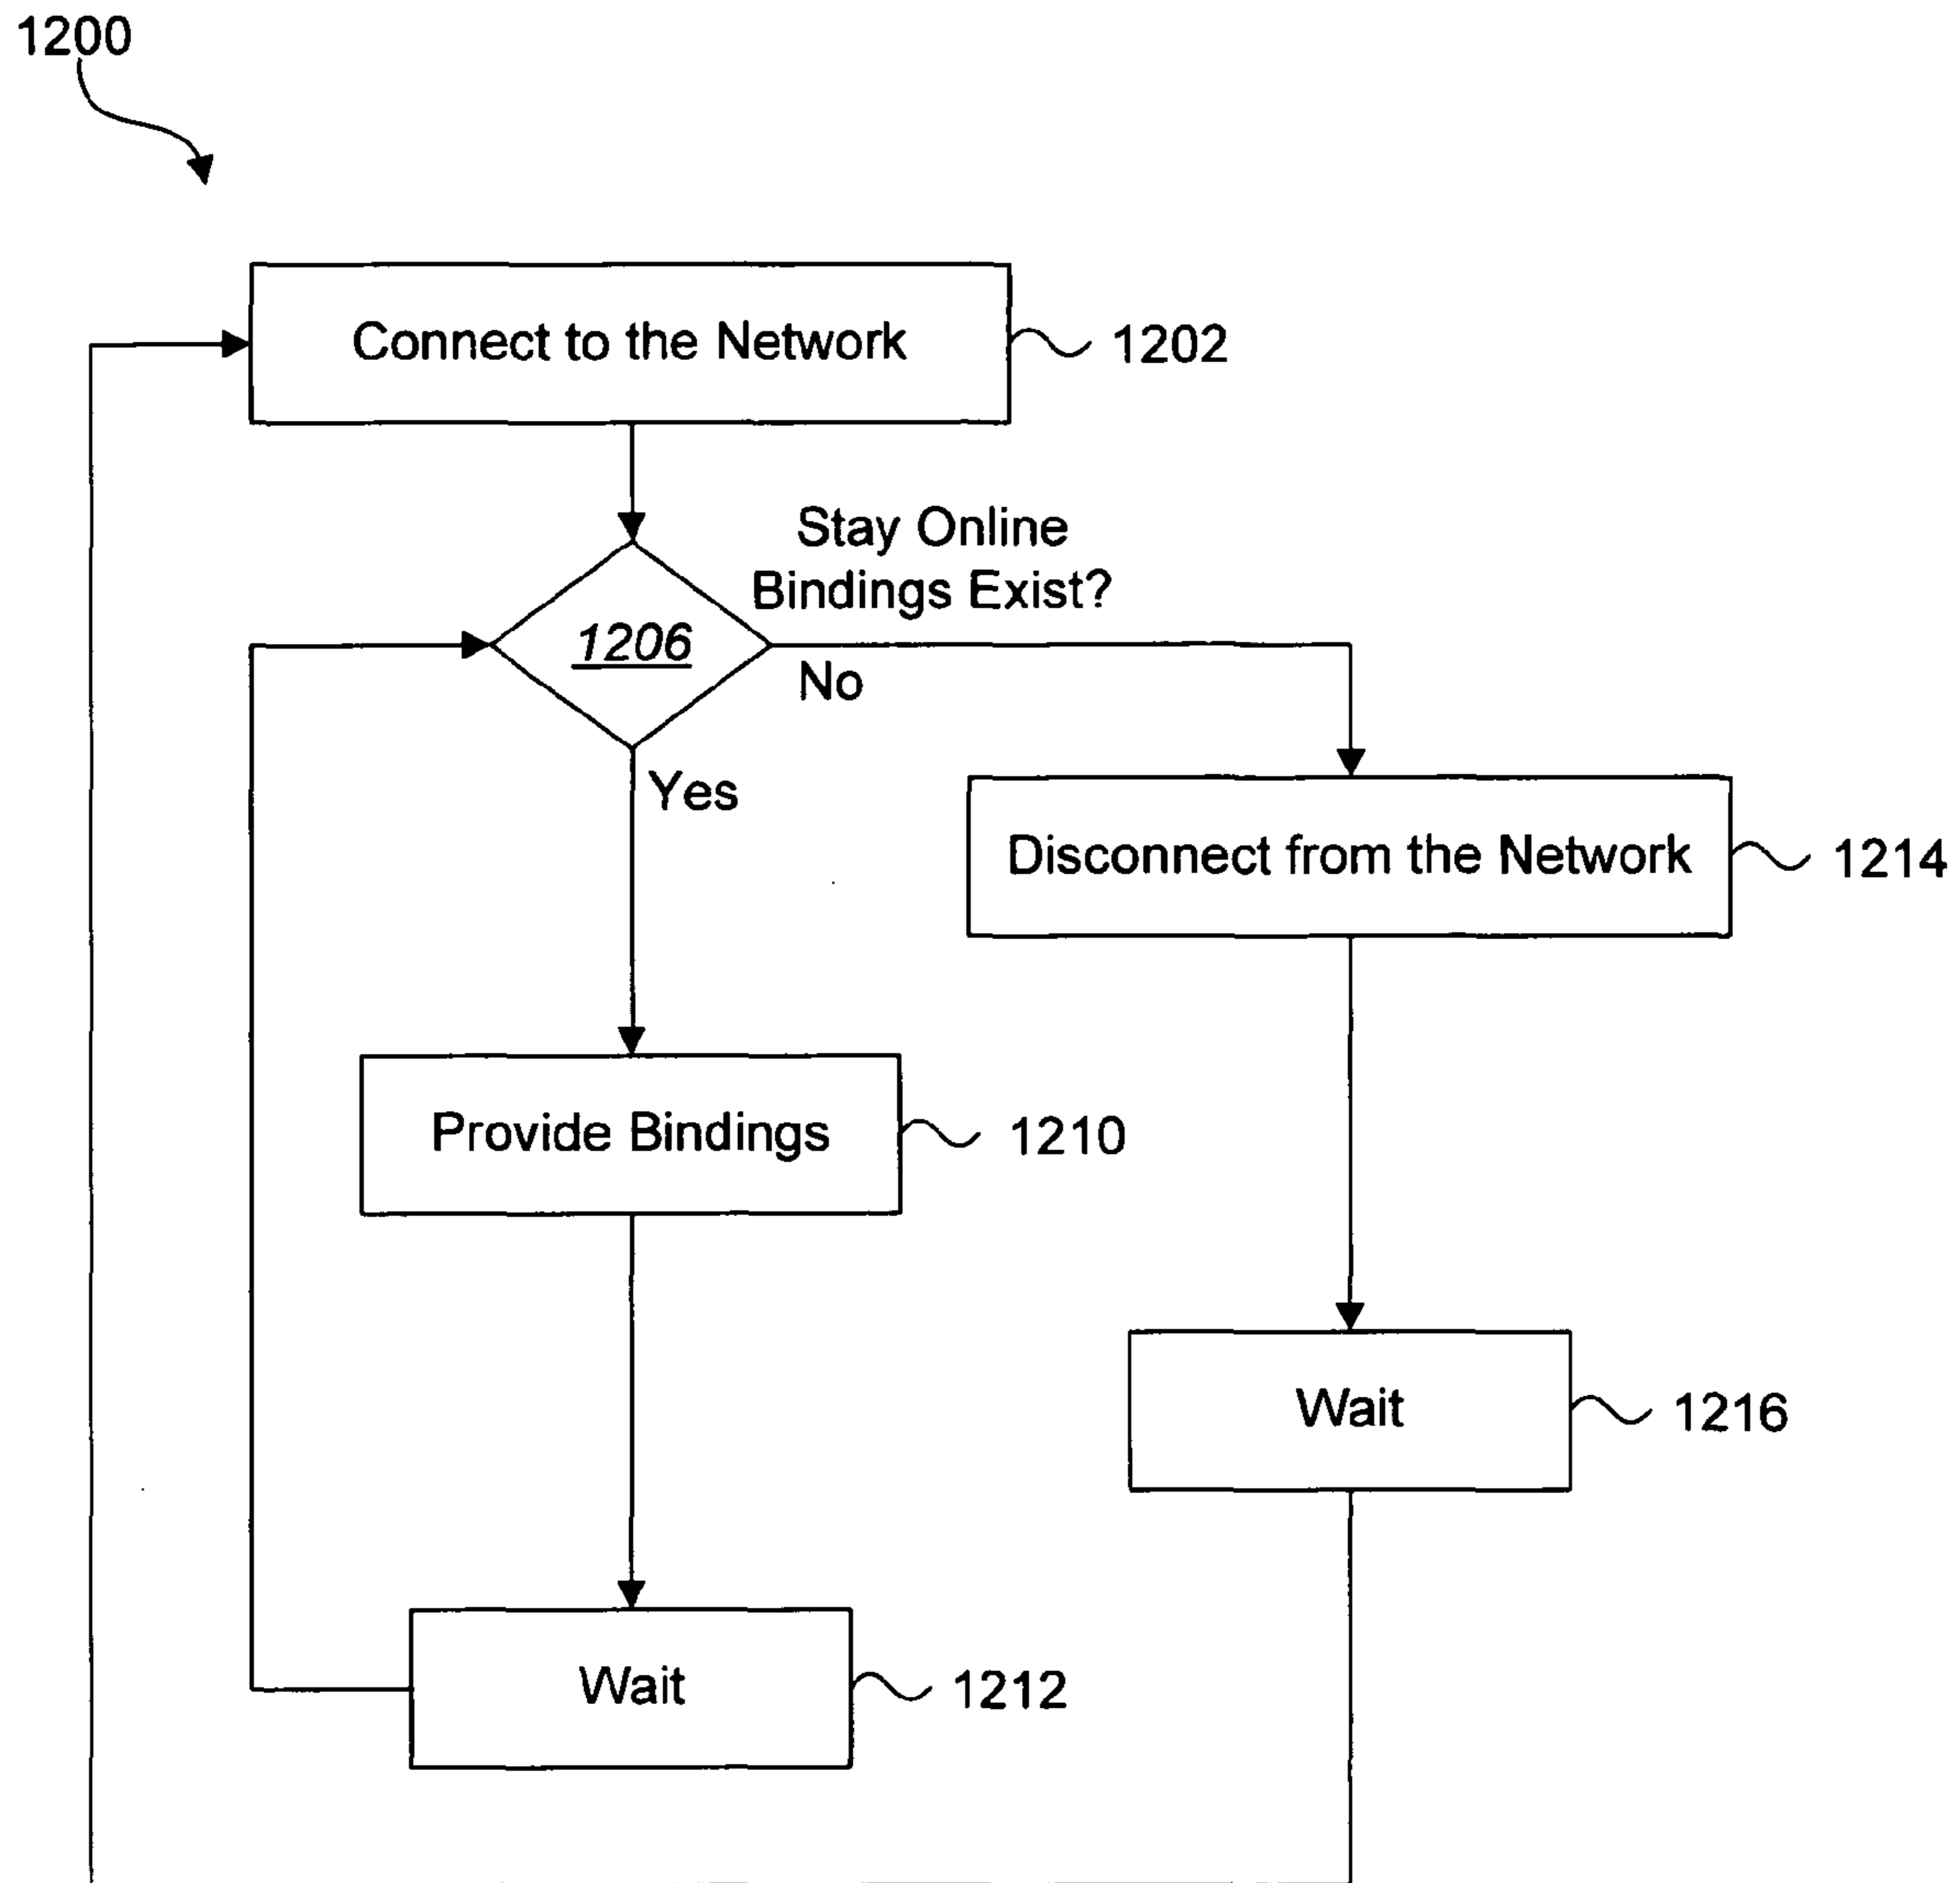 1200
Connect to the Network
1202
Stay Online
Bindings Exist?
1206
No
Yes
Disconnect from the Network
1214
Provide Bindings
1210
Wait
1216
Wait
1212